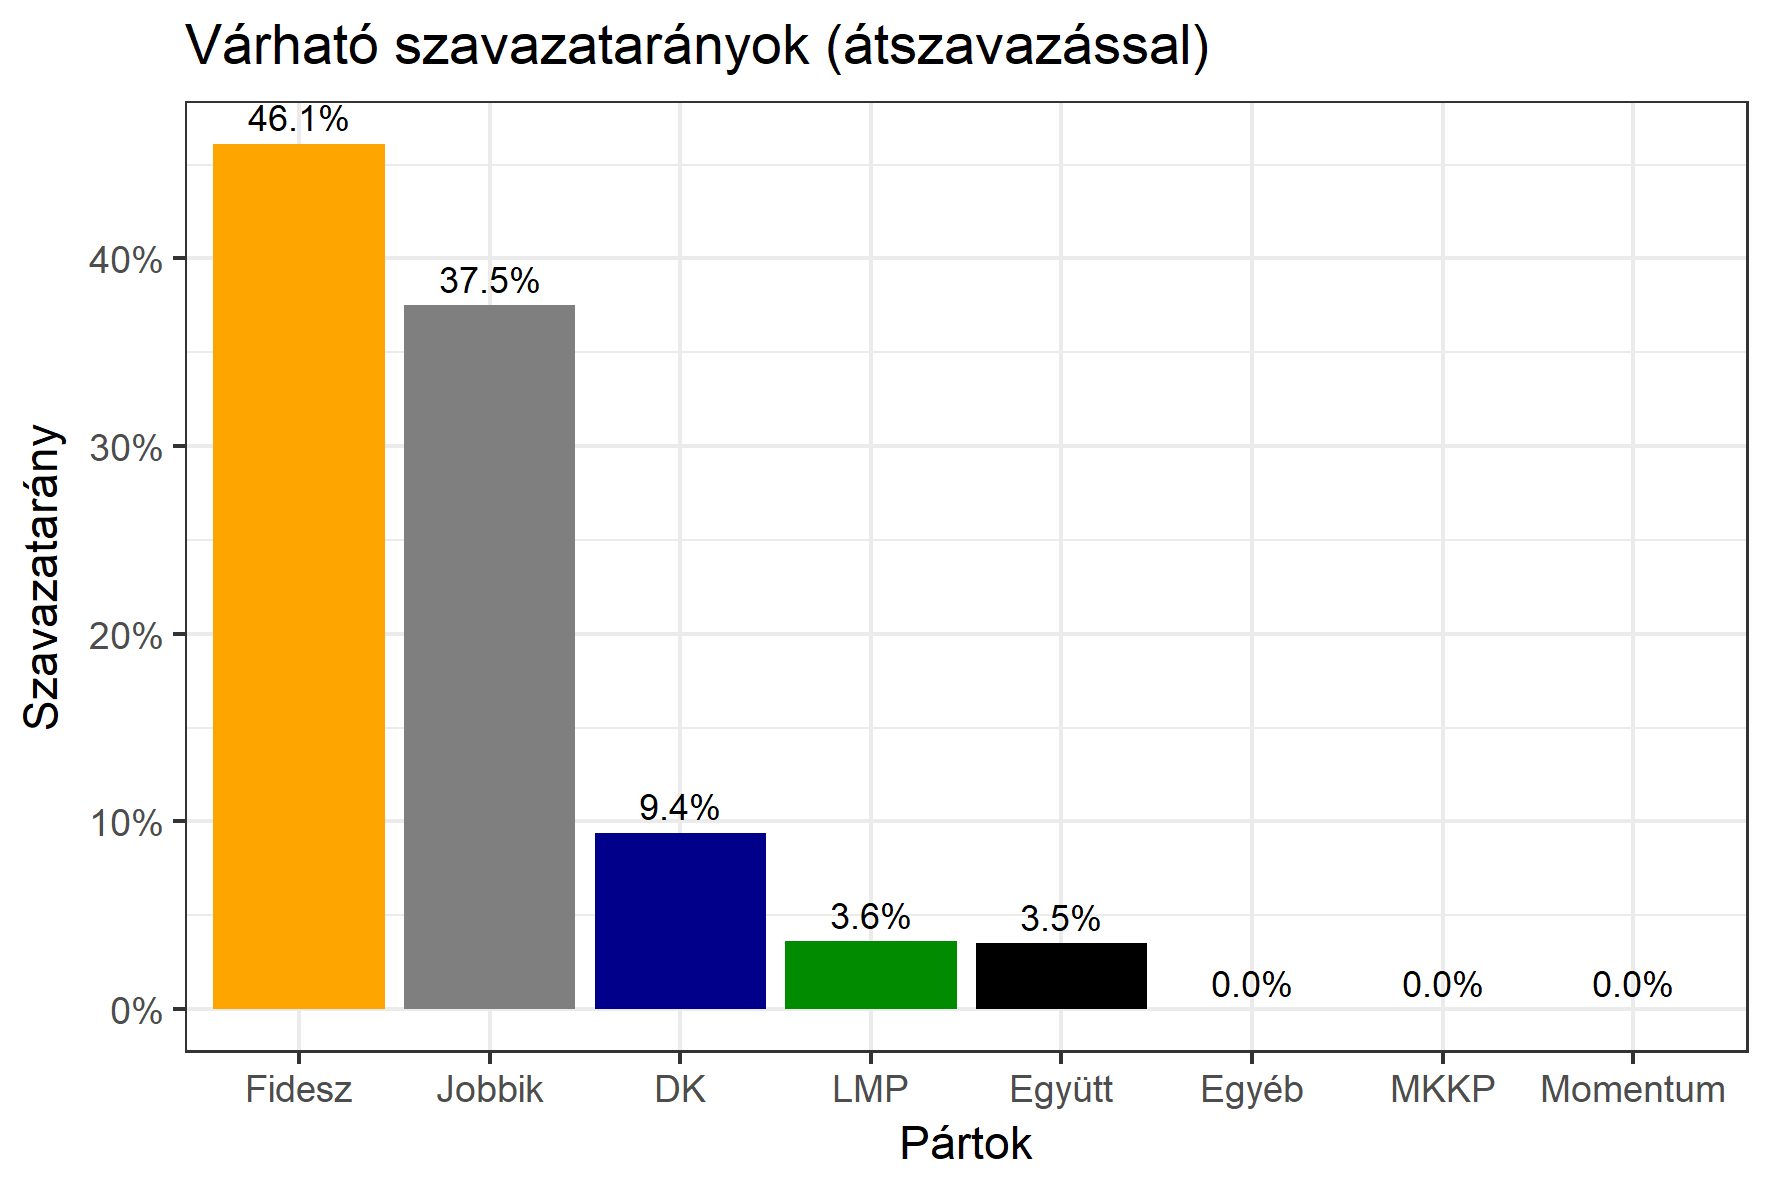 Várható szavazatarányok (átszavazással)
46.1%
37.5%
9.4%
3.6%
3.5%
0.0%
0.0%
0.0%
40%
30%
20%
10%
0%
Szavazatarány
Fidesz
Jobbik
DK
LMP
Együtt
Egyéb
MKKP
Momentum
Pártok